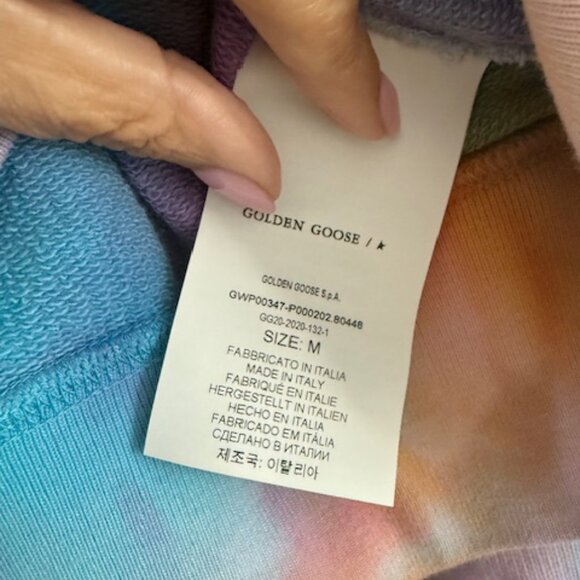 GOLDEN GOOSE / ★
GOLDEN GOOSE S.p.A.
GWP00347-P000202.80448
GG20-2020-132-1
SIZE: M
FABBRICATO IN ITALIA
MADE IN ITALY
FABRIQUÉ EN ITALIE
HERGESTELLT IN ITALIEN
HECHO EN ITALIA
FABRICADO EM ITÀLIA
СДЕЛАНО В ИТАЛИИ
제조국: 이탈리아